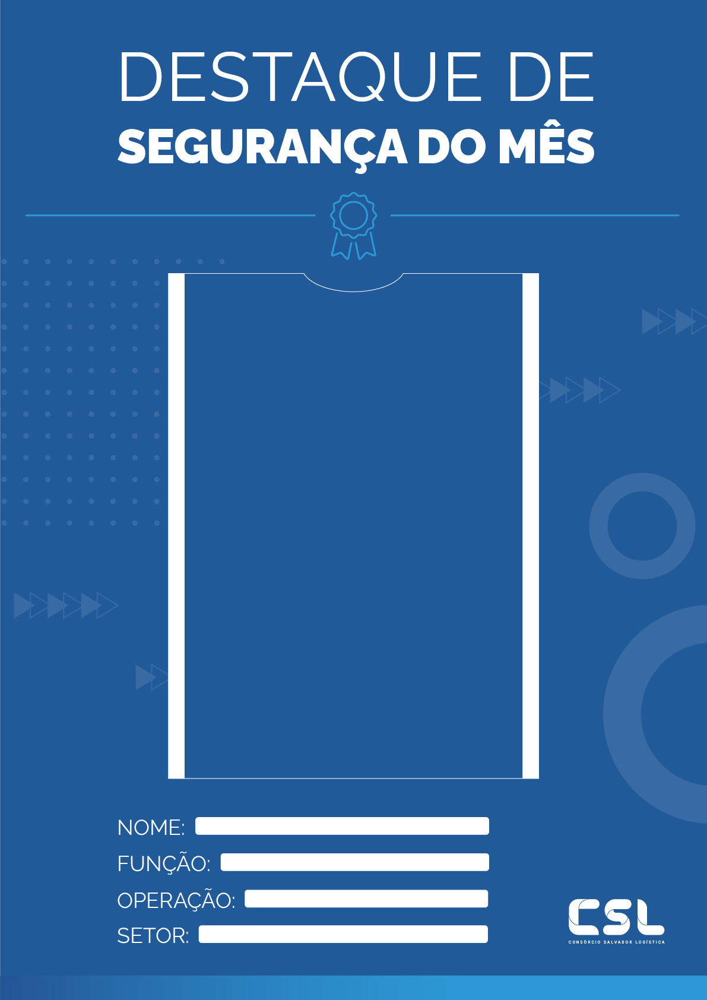 DESTAQUE DE
SEGURANÇA DO MÊS
NOME:
FUNÇÃO:
OPERAÇÃO:
SETOR:
CSL
CONSÓRCIO SALVADOR LOGÍSTICA